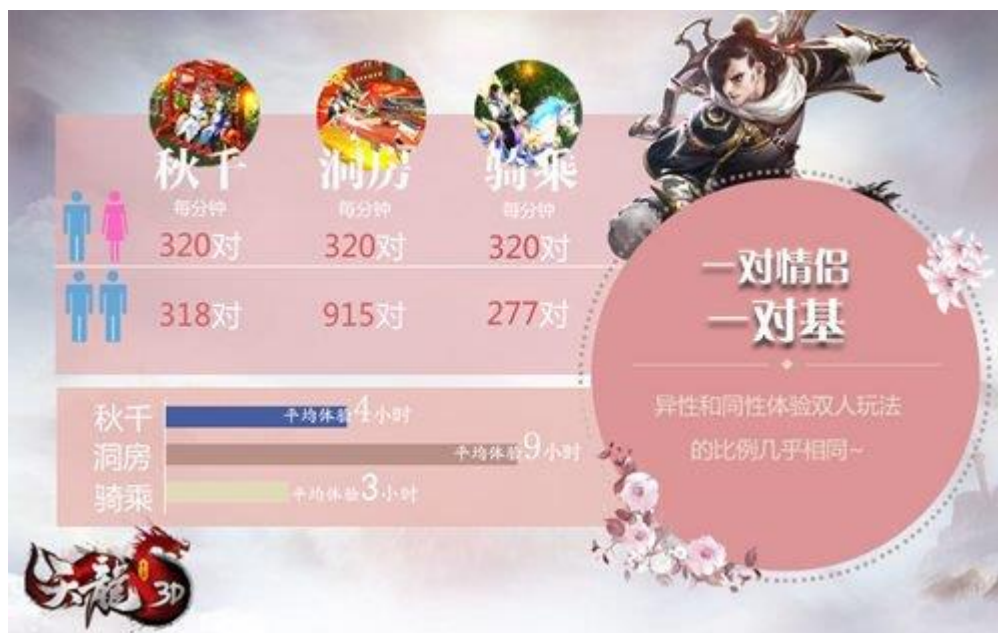 秋千
洞房
骑乘
每分钟
每分钟
每分钟
320对
320对
320对
318对
915对
277对
一对情侣
一对基
异性和同性体验双人玩法
的比例几乎相同~
秋千
平均体验4小时
洞房
平均体验9小时
骑乘
平均体验3小时
天龍
3D